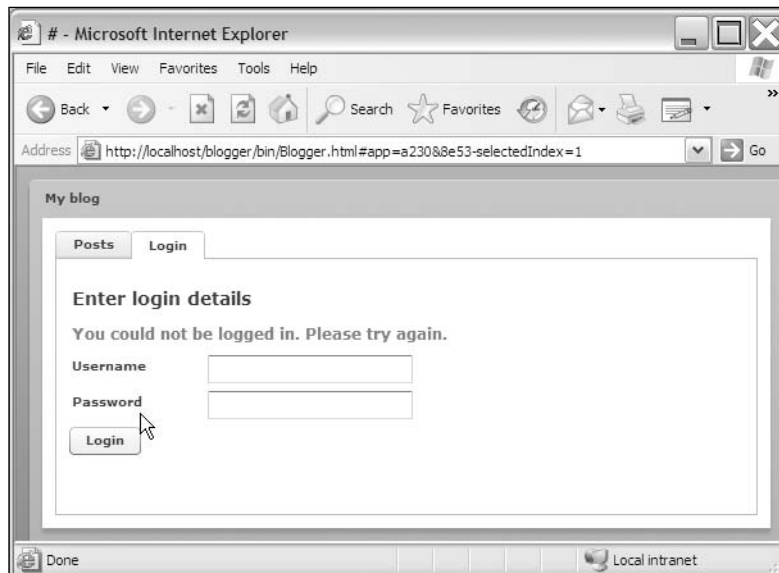 # - Microsoft Internet Explorer
File Edit View Favorites Tools Help
Back Search Favorites »
Address http://localhost/blogger/bin/Blogger.html#app=a230&8e53-selectedIndex=1 Go
My blog
Posts Login
Enter login details
You could not be logged in. Please try again.
Username
Password
Login
Done Local intranet